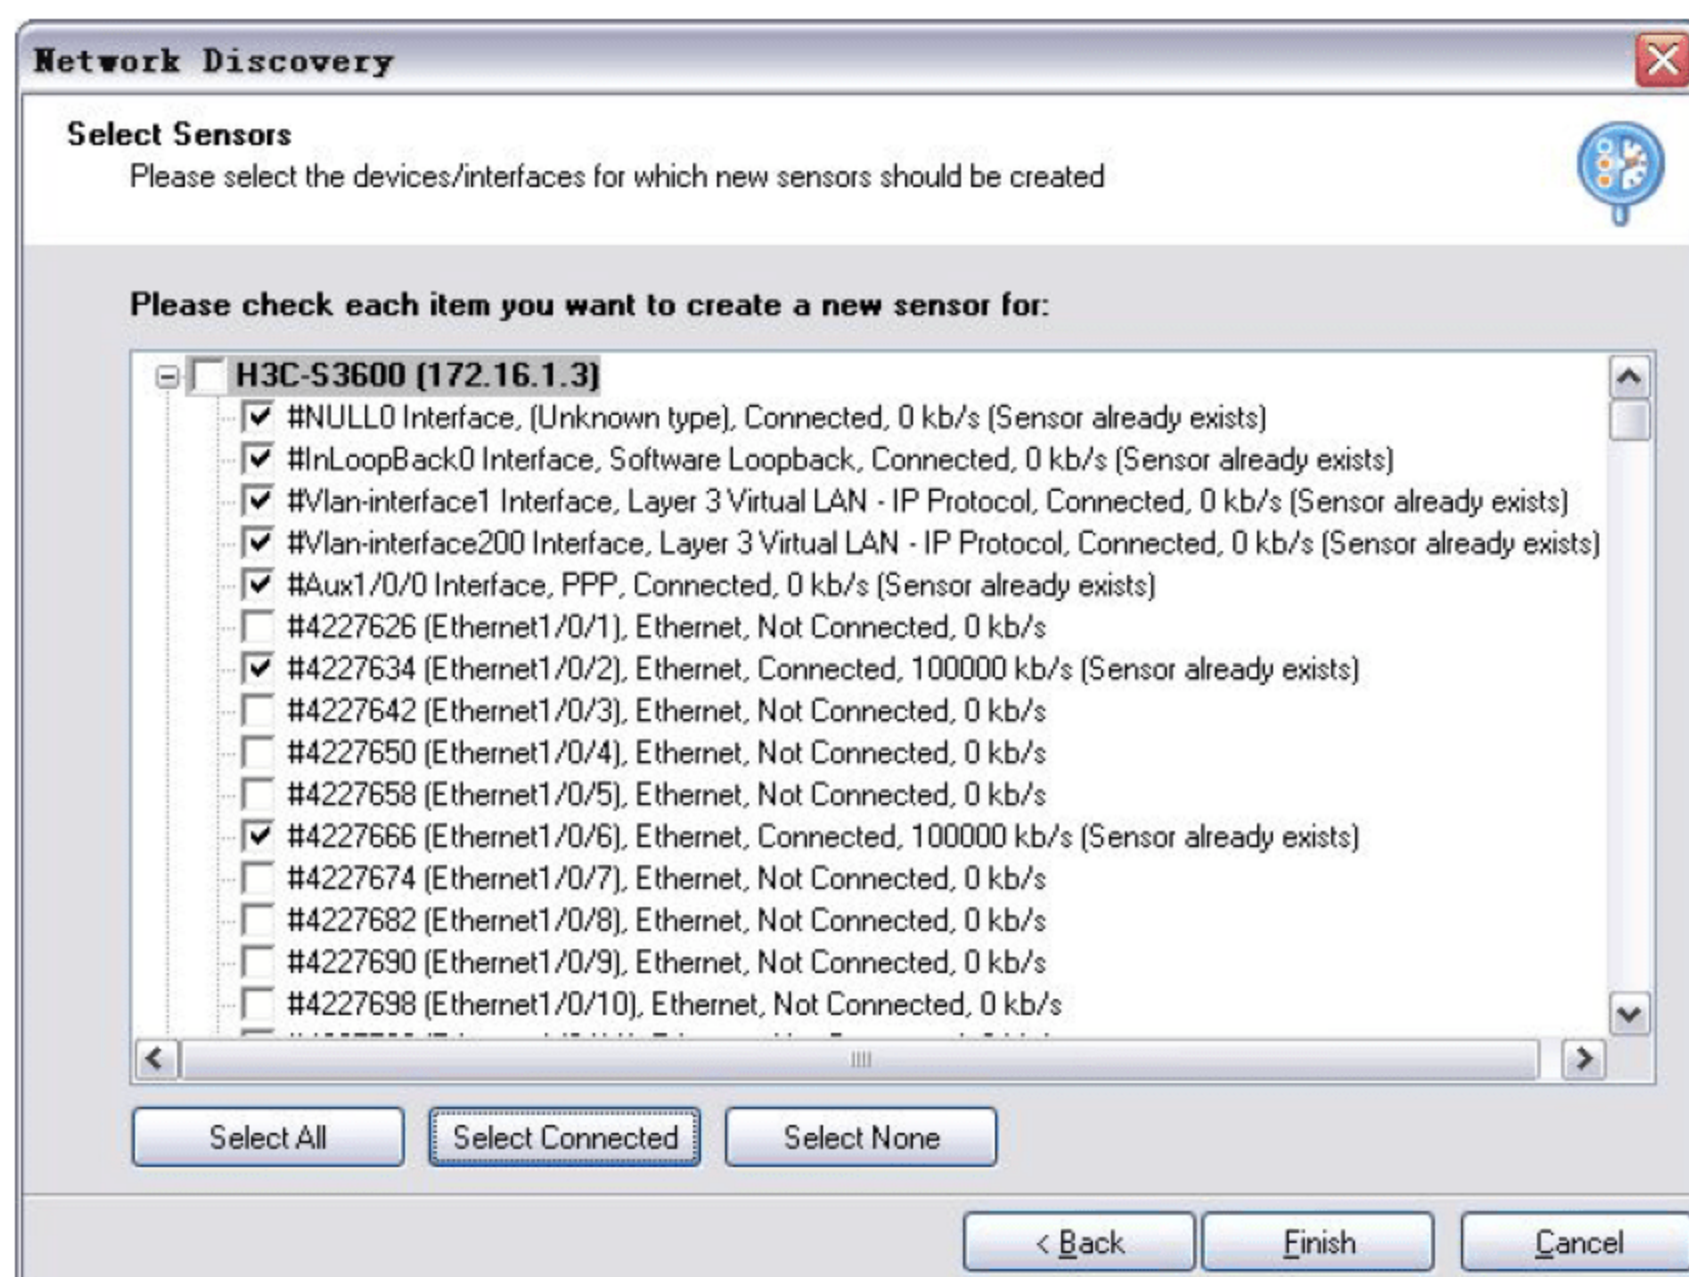 Network Discovery
Select Sensors
Please select the devices/interfaces for which new sensors should be created
Please check each item you want to create a new sensor for:
H3C-S3600 (172.16.1.3)
#NULL0 Interface, (Unknown type), Connected, 0 kb/s (Sensor already exists)
#InLoopBack0 Interface, Software Loopback, Connected, 0 kb/s (Sensor already exists)
#Vlan-interface1 Interface, Layer 3 Virtual LAN - IP Protocol, Connected, 0 kb/s (Sensor already exists)
#Vlan-interface200 Interface, Layer 3 Virtual LAN - IP Protocol, Connected, 0 kb/s (Sensor already exists)
#Aux1/0/0 Interface, PPP, Connected, 0 kb/s (Sensor already exists)
#4227626 (Ethernet1/0/1), Ethernet, Not Connected, 0 kb/s
#4227634 (Ethernet1/0/2), Ethernet, Connected, 100000 kb/s (Sensor already exists)
#4227642 (Ethernet1/0/3), Ethernet, Not Connected, 0 kb/s
#4227650 (Ethernet1/0/4), Ethernet, Not Connected, 0 kb/s
#4227658 (Ethernet1/0/5), Ethernet, Not Connected, 0 kb/s
#4227666 (Ethernet1/0/6), Ethernet, Connected, 100000 kb/s (Sensor already exists)
#4227674 (Ethernet1/0/7), Ethernet, Not Connected, 0 kb/s
#4227682 (Ethernet1/0/8), Ethernet, Not Connected, 0 kb/s
#4227690 (Ethernet1/0/9), Ethernet, Not Connected, 0 kb/s
#4227698 (Ethernet1/0/10), Ethernet, Not Connected, 0 kb/s
Select All Select Connected Select None
< Back Finish Cancel